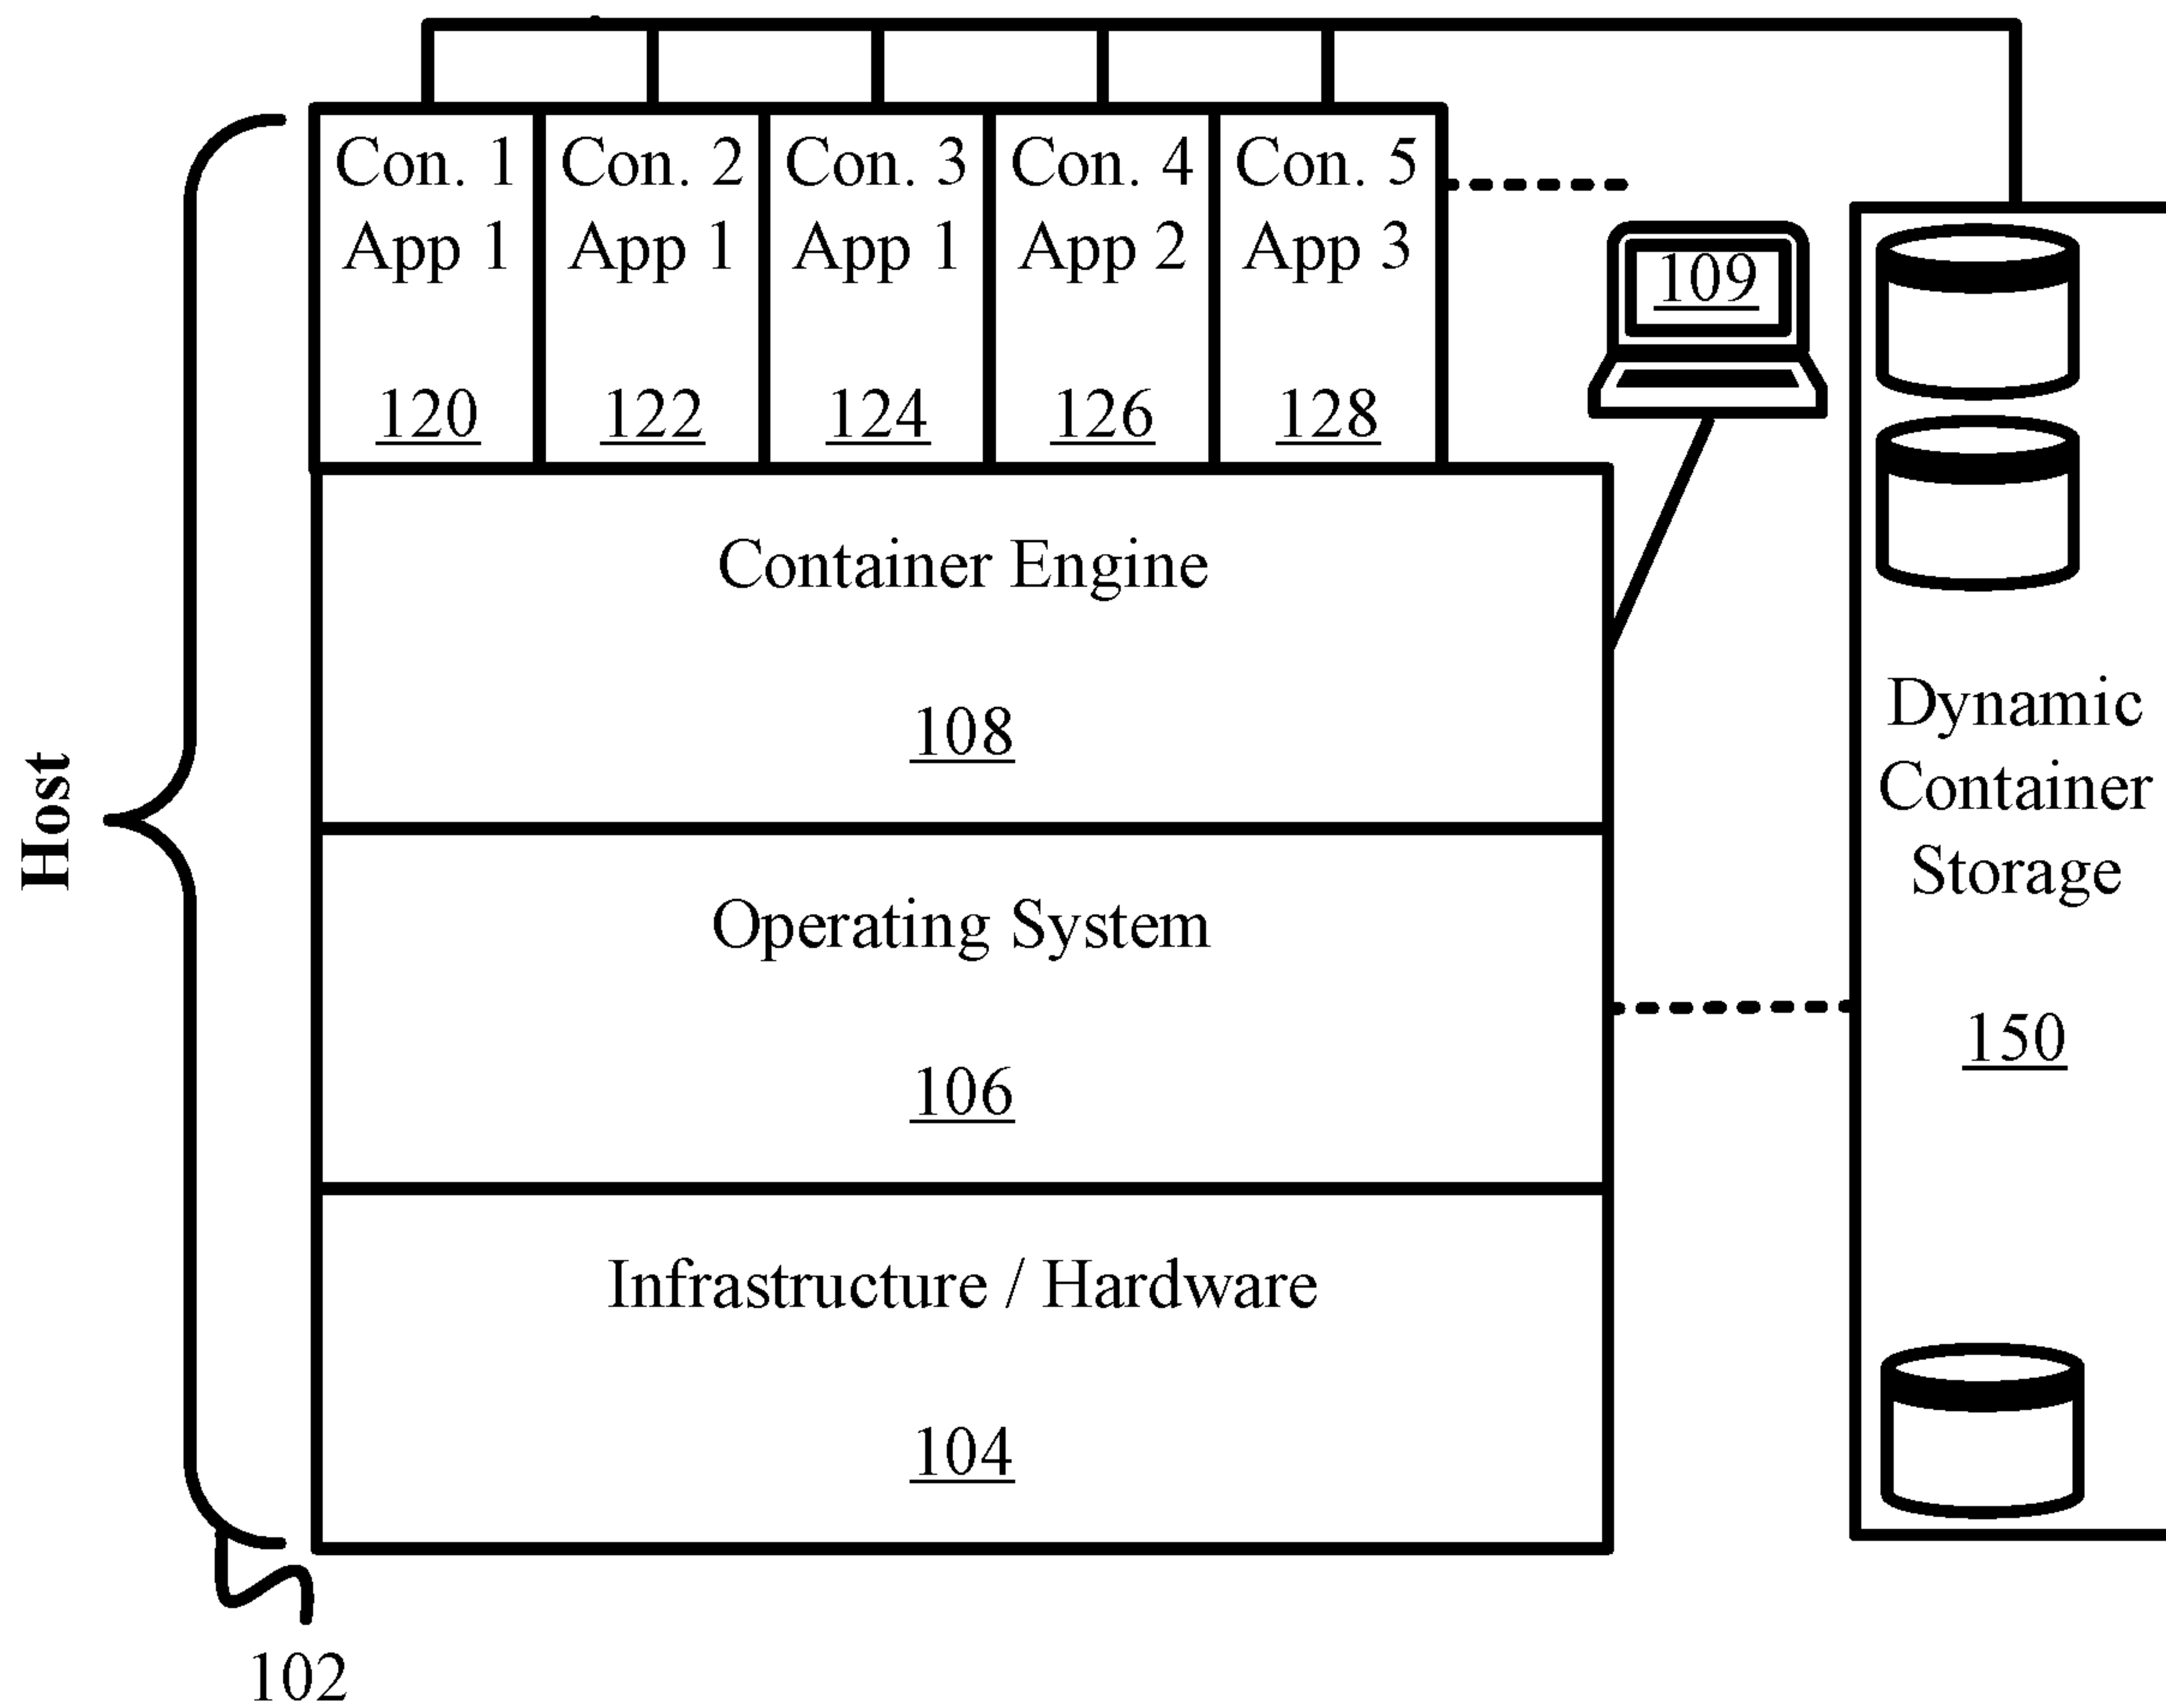 Con. 1
App 1
120
Con. 2
App 1
122
Con. 3
App 1
124
Con. 4
App 2
126
Con. 5
App 3
128
109
Container Engine
108
Operating System
106
Infrastructure / Hardware
104
Dynamic
Container
Storage
150
Host
102